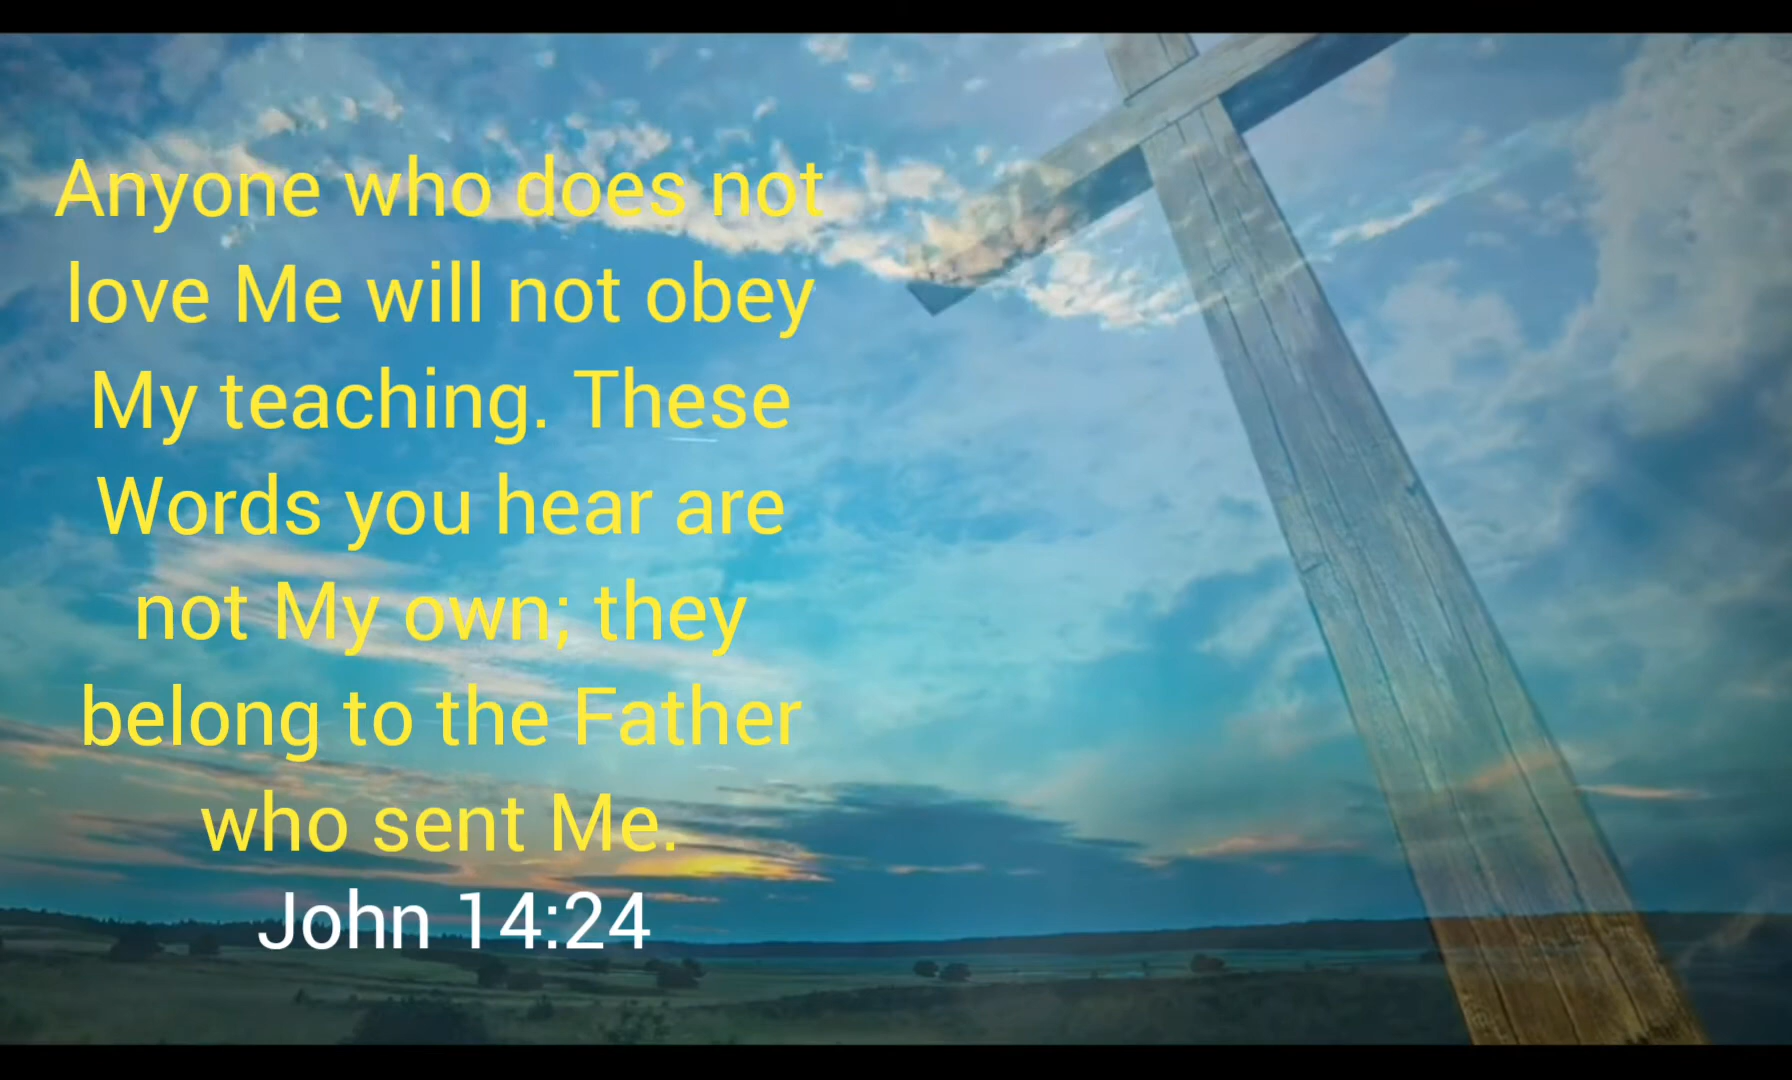 Anyone who does not
love Me will not obey
My teaching. These
Words you hear are
not My own; they
belong to the Father
who sent Me.
John 14:24